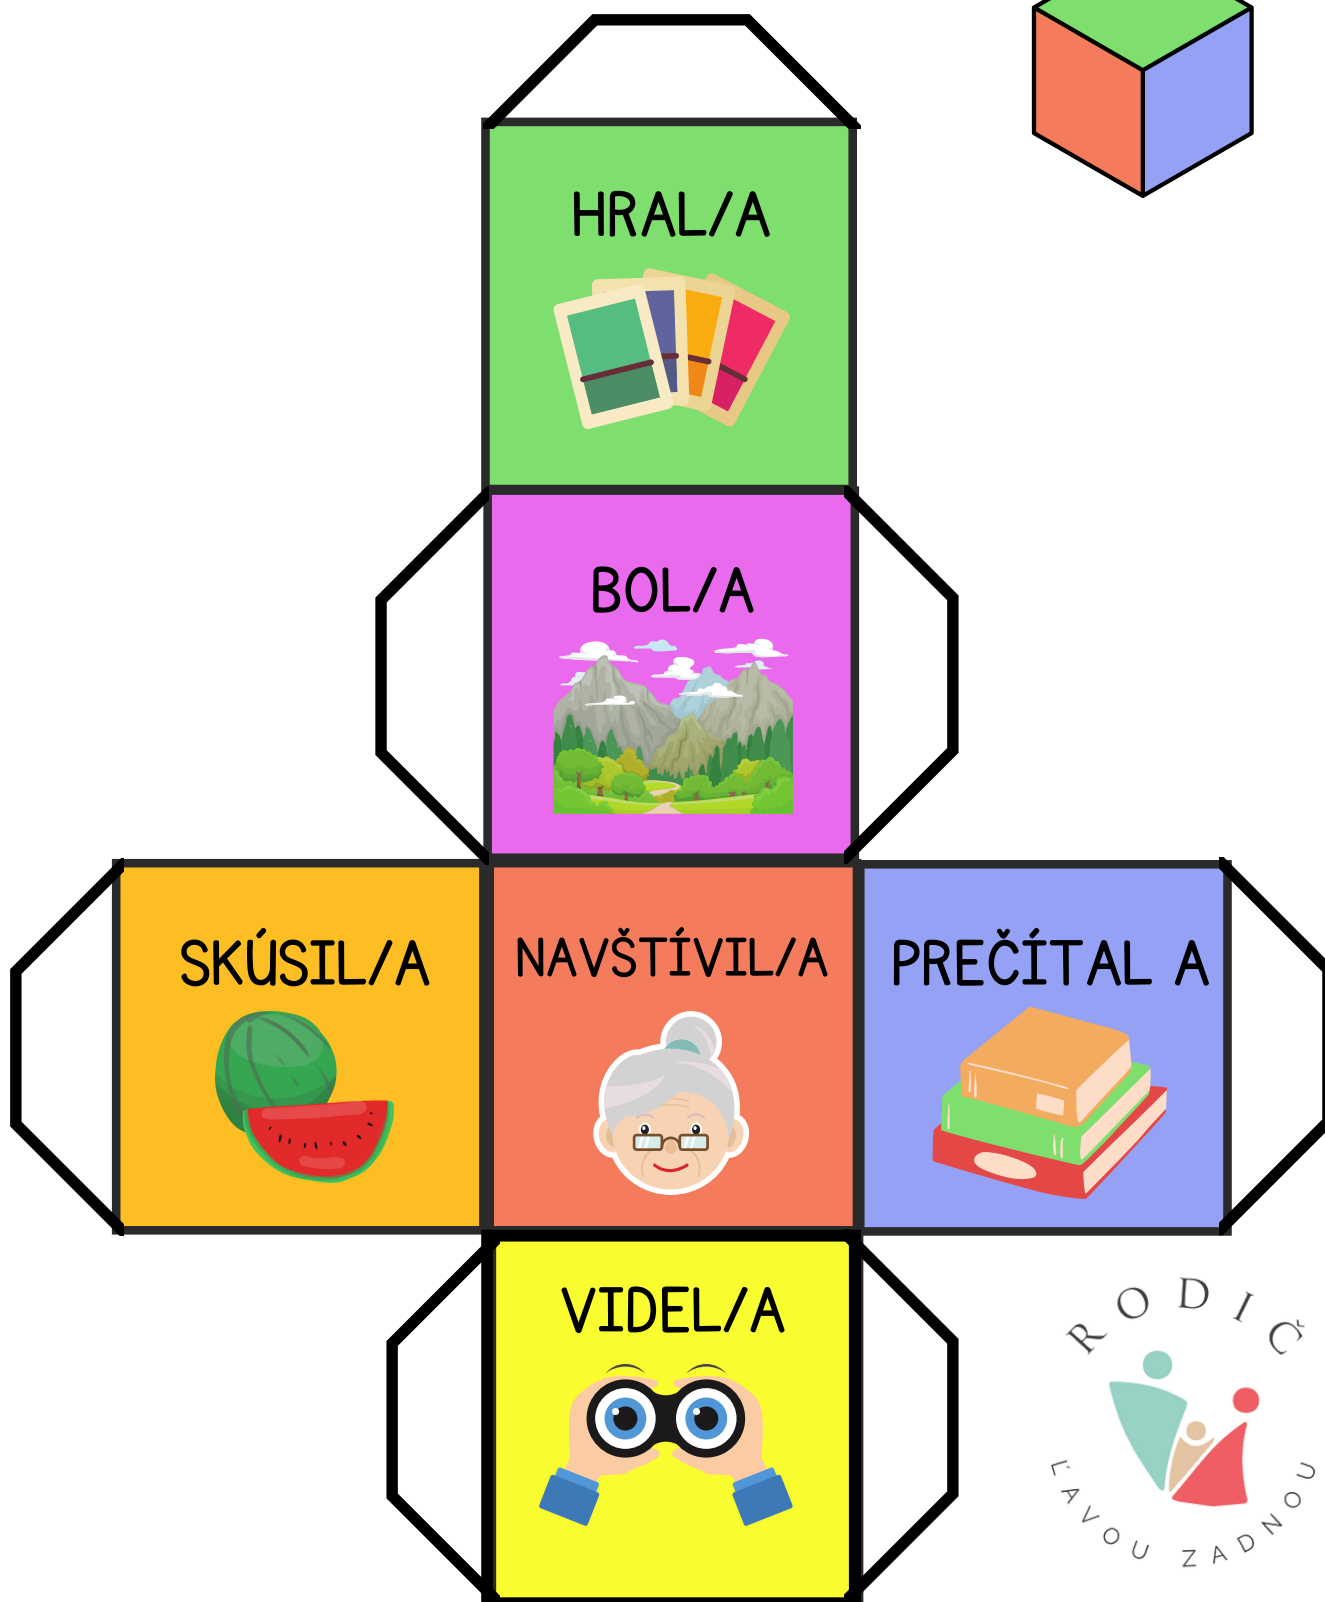 HRAL/A
BOL/A
SKÚSIL/A
NAVŠTÍVIL/A
PREČÍTAL A
VIDEL/A
RODIČ
ĽAVOU ZADNOU